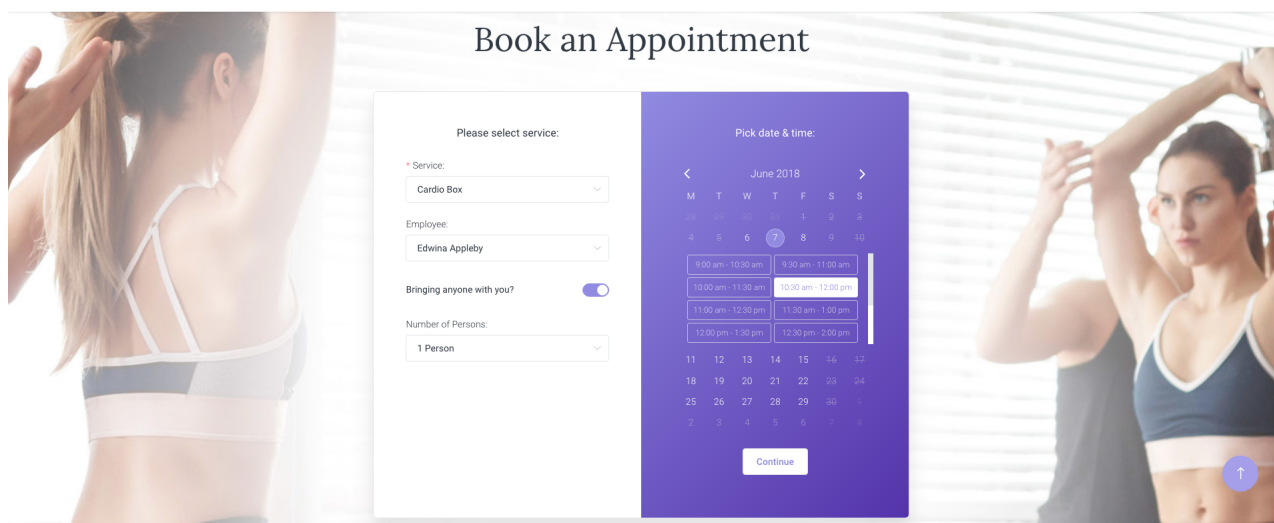 Book an Appointment
Please select service:
* Service:
Cardio Box
Employee:
Edwina Appleby
Bringing anyone with you?
Number of Persons:
1 Person
Pick date & time:
June 2018
M T W T F S S
28 29 30 31 1 2 3
4 5 6 7 8 9 10
9:00 am - 10:30 am 9:30 am - 11:00 am
10:00 am - 11:30 am 10:30 am - 12:00 pm
11:00 am - 12:30 pm 11:30 am - 1:00 pm
12:00 pm - 1:30 pm 12:30 pm - 2:00 pm
11 12 13 14 15 16 17
18 19 20 21 22 23 24
25 26 27 28 29 30 1
2 3 4 5 6 7 8
Continue